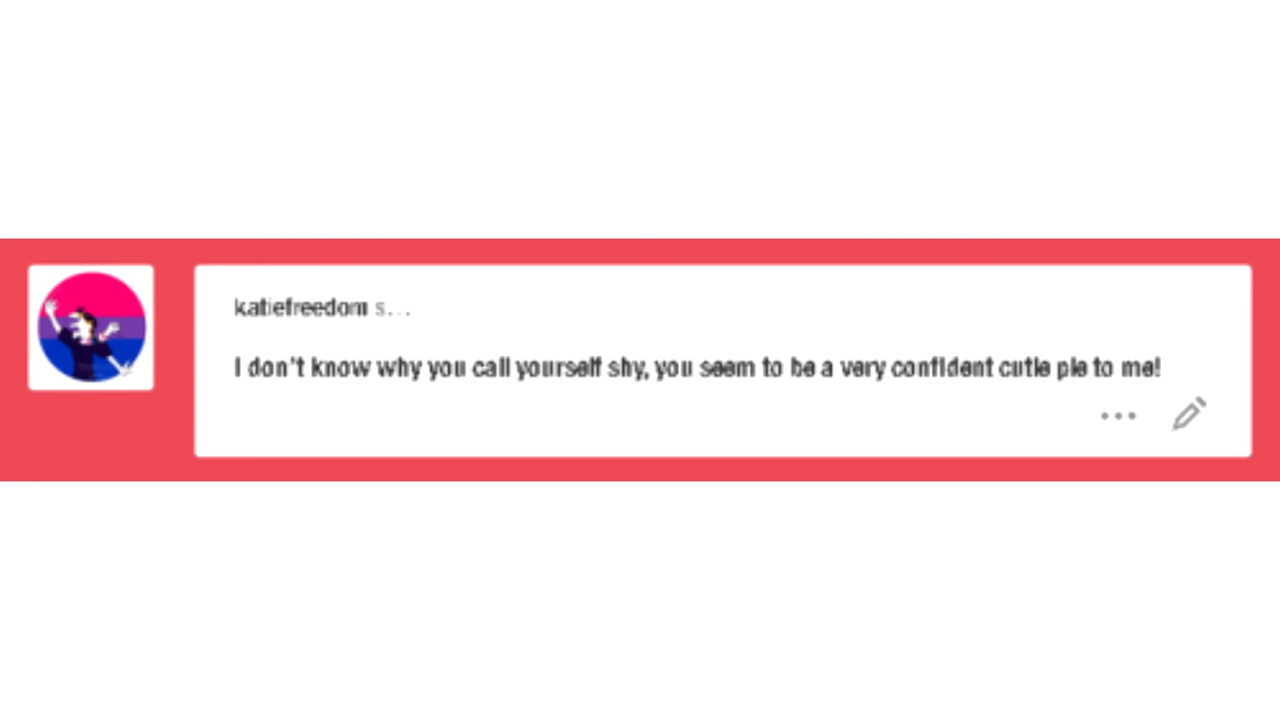 katiefreedom s...
I don't know why you call yourself shy, you seem to be a very confident cutie pie to me!